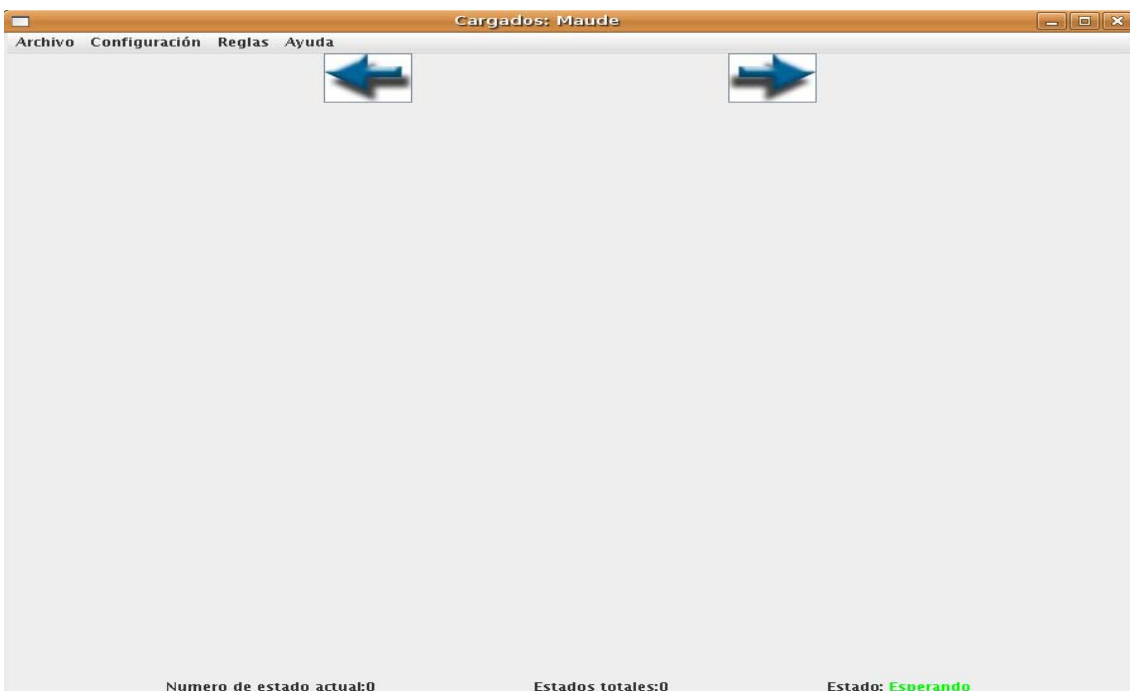 Cargados: Maude
Archivo Configuración Reglas Ayuda
Numero de estado actual:0 Estados totales:0 Estado: Esperando